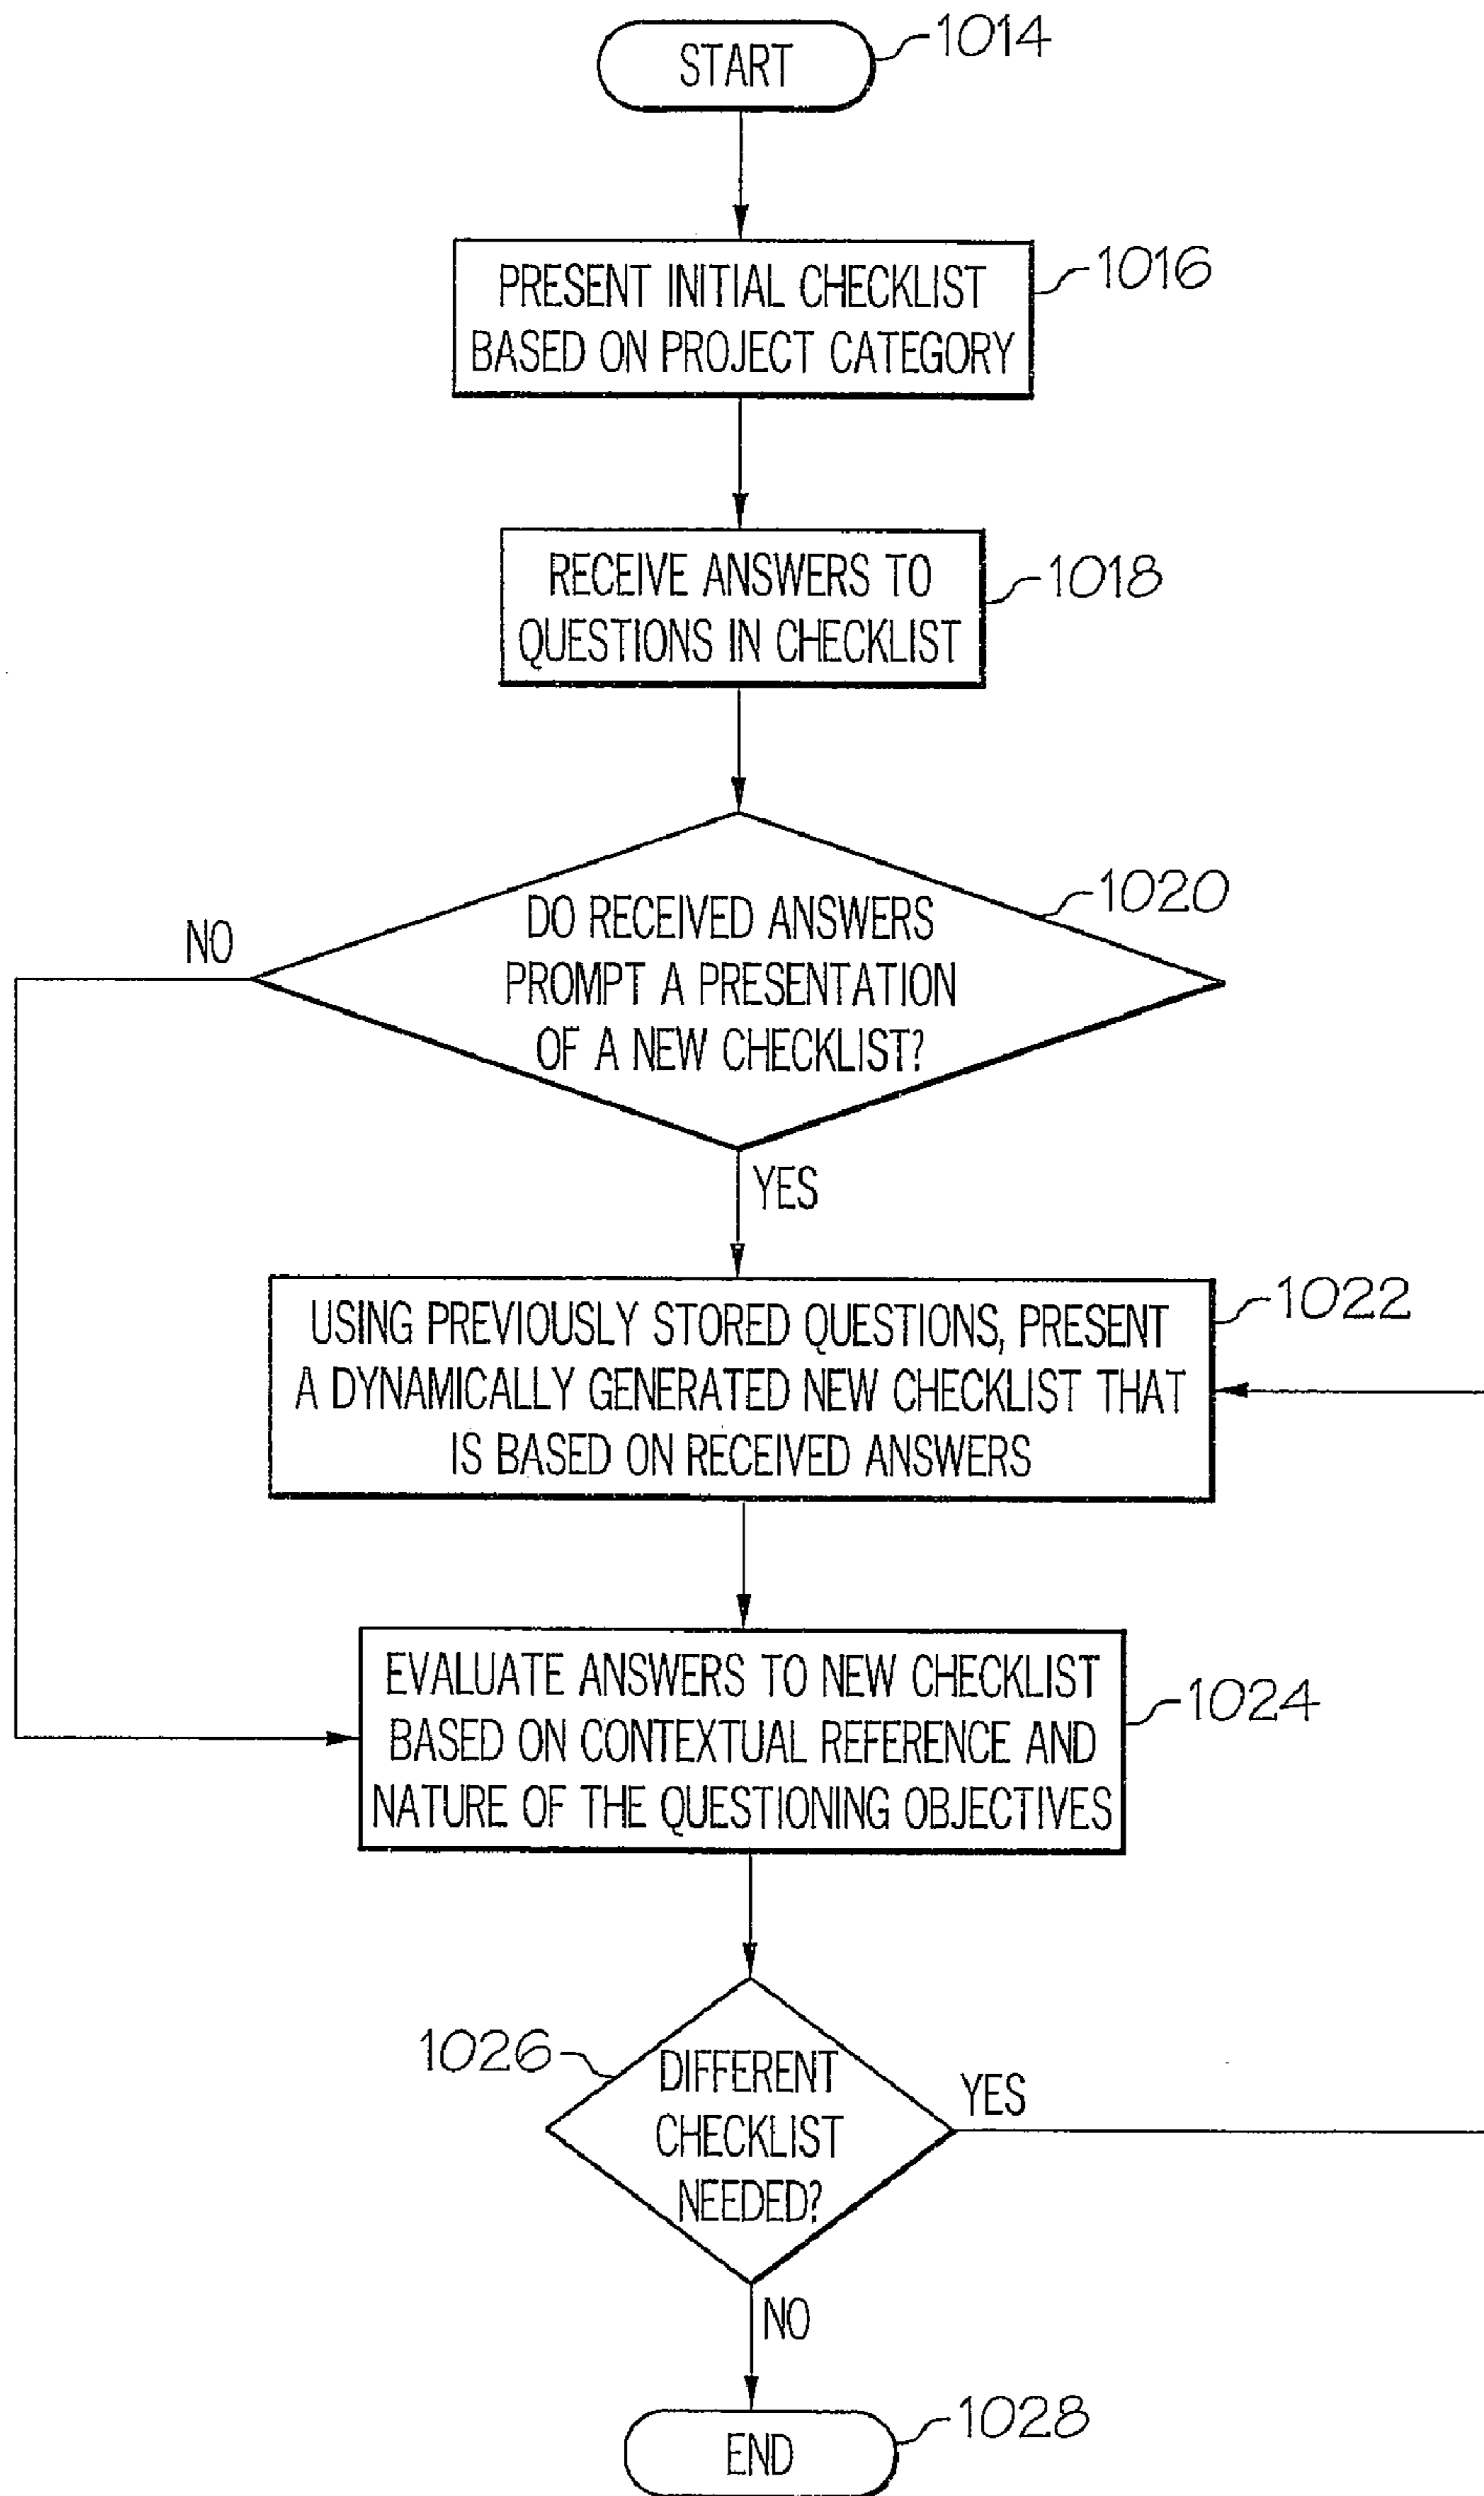 START
1014
PRESENT INITIAL CHECKLIST
BASED ON PROJECT CATEGORY
1016
RECEIVE ANSWERS TO
QUESTIONS IN CHECKLIST
1018
DO RECEIVED ANSWERS
PROMPT A PRESENTATION
OF A NEW CHECKLIST?
1020
NO
YES
USING PREVIOUSLY STORED QUESTIONS, PRESENT
A DYNAMICALLY GENERATED NEW CHECKLIST THAT
IS BASED ON RECEIVED ANSWERS
1022
EVALUATE ANSWERS TO NEW CHECKLIST
BASED ON CONTEXTUAL REFERENCE AND
NATURE OF THE QUESTIONING OBJECTIVES
1024
1026
DIFFERENT
CHECKLIST
NEEDED?
YES
NO
END
1028